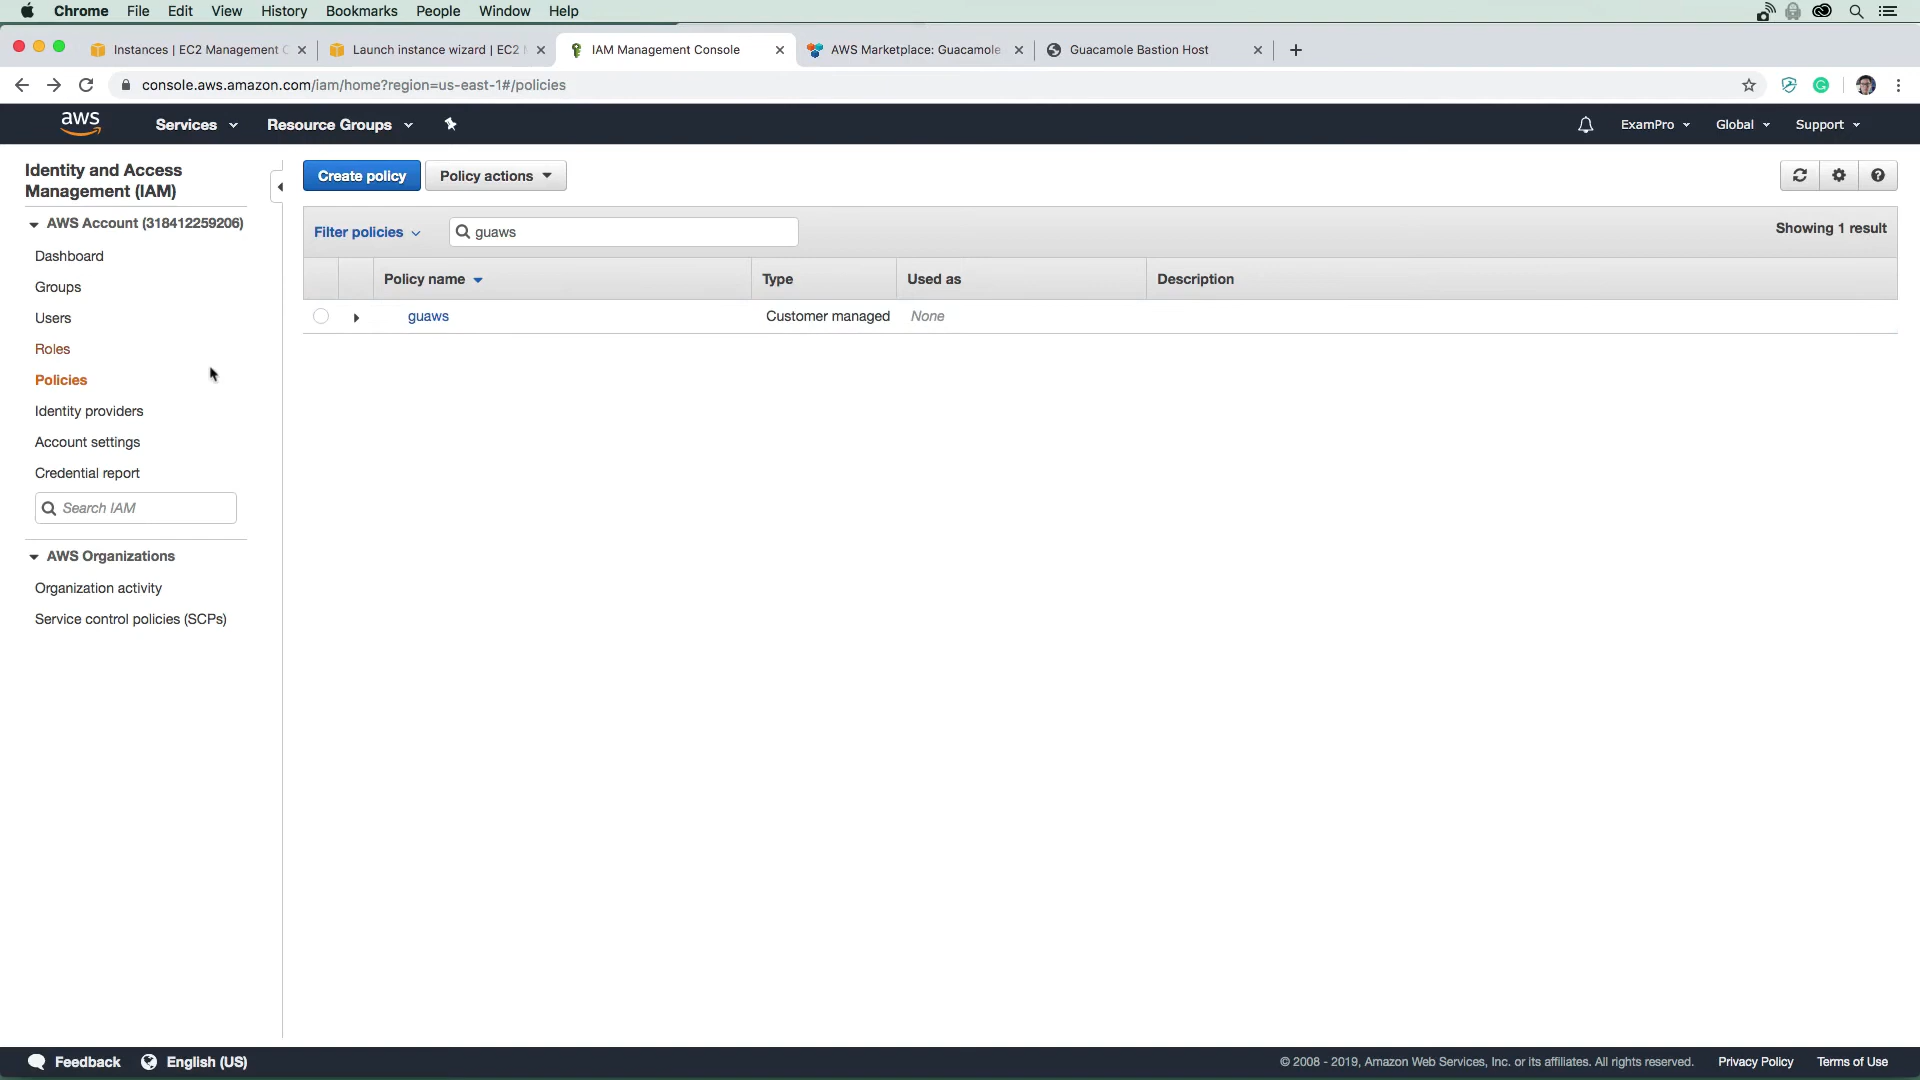 Chrome File Edit View History Bookmarks People Window Help
Instances | EC2 Management C
Launch instance wizard | EC2 M
IAM Management Console
AWS Marketplace: Guacamole
Guacamole Bastion Host
console.aws.amazon.com/iam/home?region=us-east-1#/policies
aws Services Resource Groups ExamPro Global Support
Identity and Access
Management (IAM)
AWS Account (318412259206)
Dashboard
Groups
Users
Roles
Policies
Identity providers
Account settings
Credential report
Search IAM
AWS Organizations
Organization activity
Service control policies (SCPs)
Create policy Policy actions
Filter policies guaws Showing 1 result
Policy name Type Used as Description
guaws Customer managed None
Feedback English (US) © 2008 - 2019, Amazon Web Services, Inc. or its affiliates. All rights reserved. Privacy Policy Terms of Use